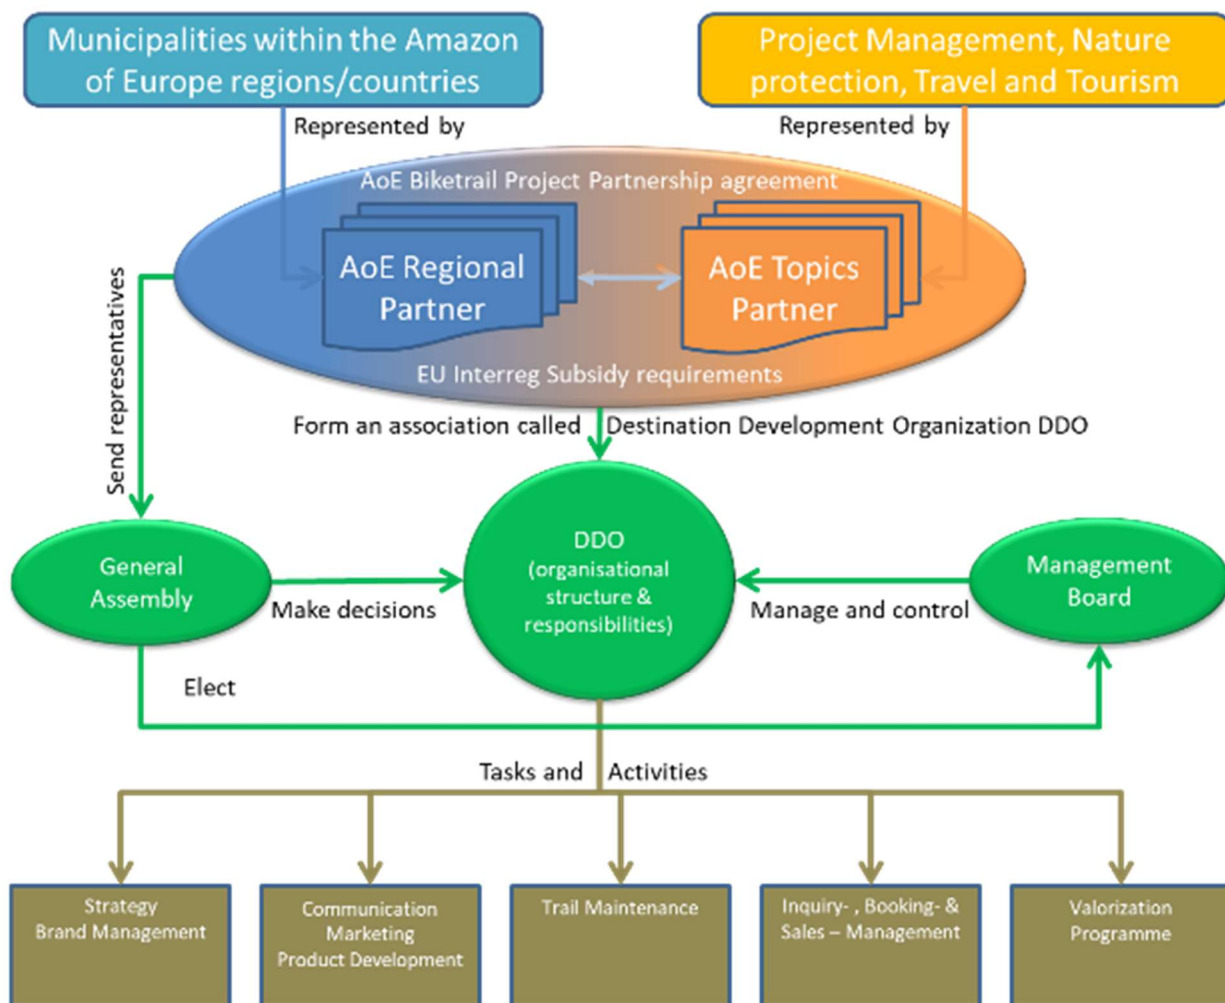 Municipalities within the Amazon
of Europe regions/countries
Project Management, Nature
protection, Travel and Tourism
Represented by
Represented by
AoE Biketrail Project Partnership agreement
AoE Regional
Partner
AoE Topics
Partner
EU Interreg Subsidy requirements
Send representatives
Form an association called Destination Development Organization DDO
General
Assembly
DDO
(organisational
structure &
responsibilities)
Management
Board
Make decisions
Manage and control
Elect
Tasks and Activities
Strategy
Brand Management
Communication
Marketing
Product Development
Trail Maintenance
Inquiry- , Booking- &
Sales – Management
Valorization
Programme